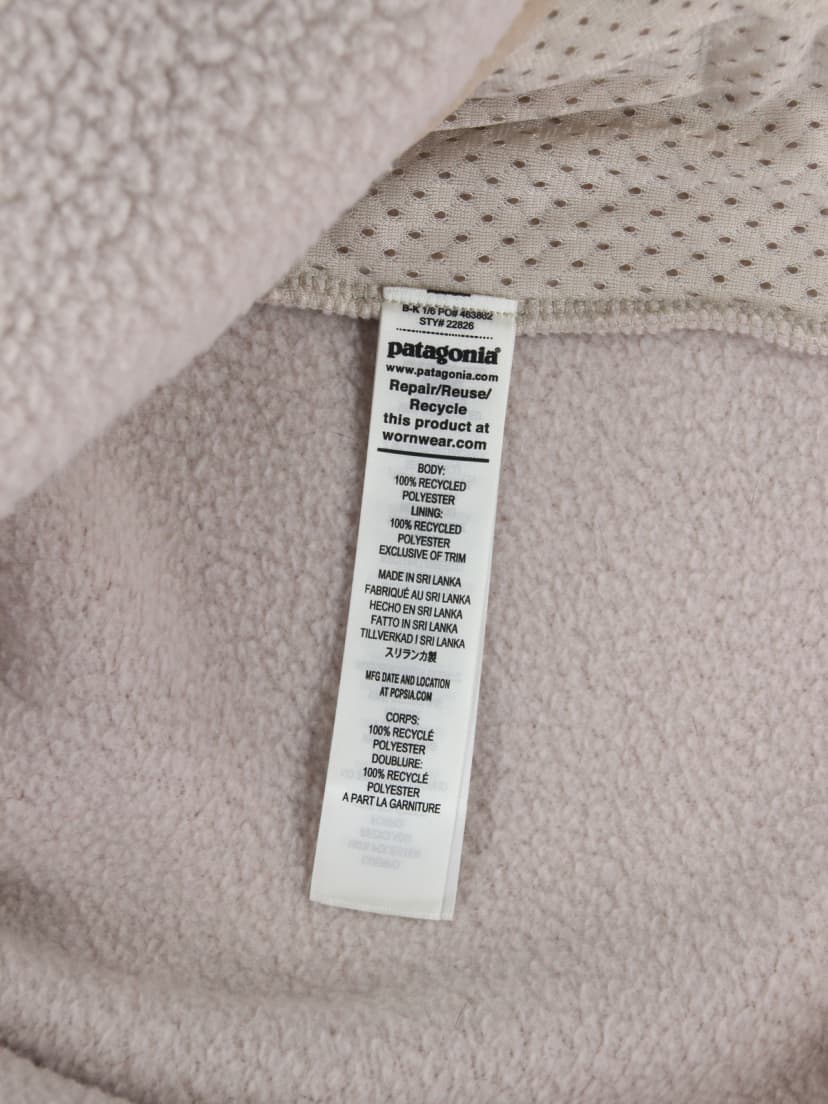 B-K 1/6 PO# 463862
STY# 22826
patagonia®
www.patagonia.com
Repair/Reuse/
Recycle
this product at
wornwear.com
BODY:
100% RECYCLED
POLYESTER
LINING:
100% RECYCLED
POLYESTER
EXCLUSIVE OF TRIM
MADE IN SRI LANKA
FABRIQUÉ AU SRI LANKA
HECHO EN SRI LANKA
FATTO IN SRI LANKA
TILLVERKAD I SRI LANKA
スリランカ製
MFG DATE AND LOCATION
AT PCPSIA.COM
CORPS:
100% RECYCLÉ
POLYESTER
DOUBLURE:
100% RECYCLÉ
POLYESTER
A PART LA GARNITURE